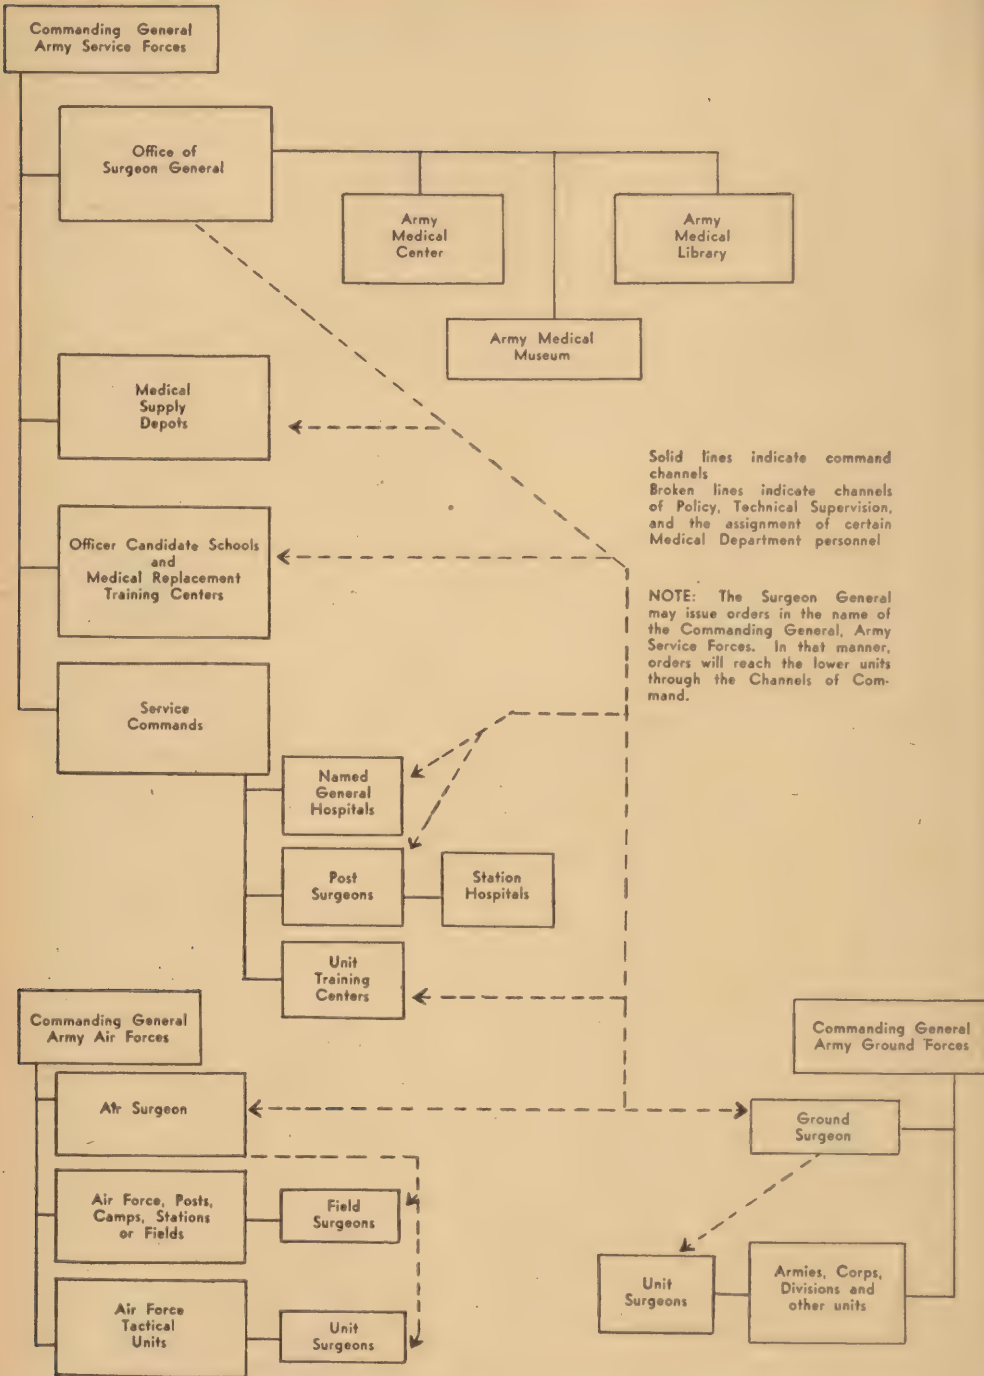 Commanding General
Army Service Forces
Office of
Surgeon General
Army
Medical
Center
Army
Medical
Library
Army Medical
Museum
Medical
Supply
Depots
Solid lines indicate command
channels
Broken lines indicate channels
of Policy, Technical Supervision,
and the assignment of certain
Medical Department personnel
Officer Candidate Schools
and
Medical Replacement
Training Centers
NOTE: The Surgeon General
may issue orders in the name of
the Commanding General, Army
Service Forces. In that manner,
orders will reach the lower units
through the Channels of Com-
mand.
Service
Commands
Named
General
Hospitals
Post
Surgeons
Station
Hospitals
Unit
Training
Centers
Commanding General
Army Air Forces
Commanding General
Army Ground Forces
Air Surgeon
Ground
Surgeon
Air Force, Posts,
Camps, Stations
or Fields
Field
Surgeons
Unit
Surgeons
Armies, Corps,
Divisions and
other units
Air Force
Tactical
Units
Unit
Surgeons